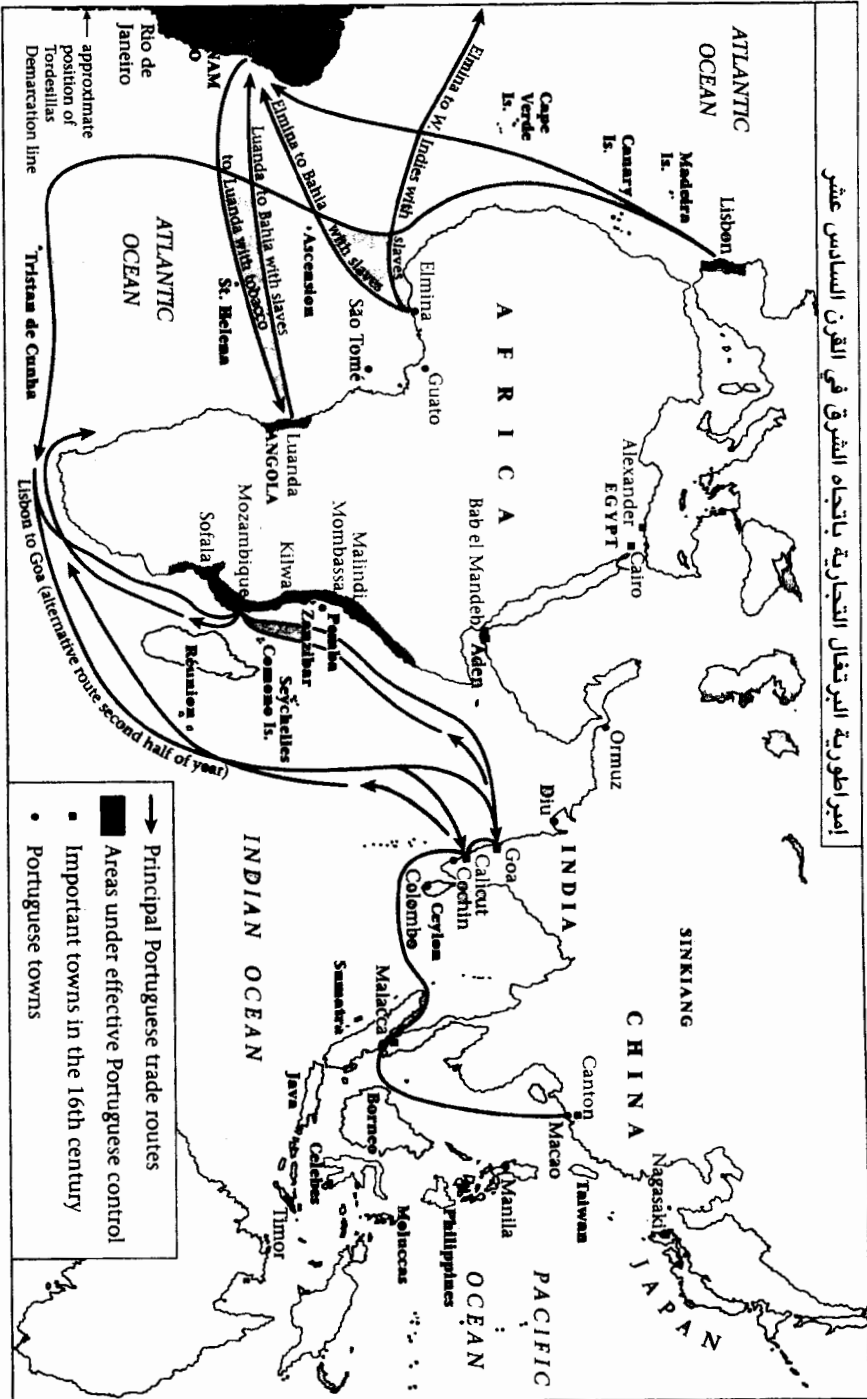 إمبراطورية البرتغال التجارية باتجاه الشرق في القرن السادس عشر
ATLANTIC
OCEAN
Madeira
Is.
Canary
Is.
Cape
Verde
Is.
Lisbon
Elmina to W. Indies with slaves
Elmina to Bahia with slaves
Luanda to Bahia with slaves
to Luanda with tobacco
NAM
O
Rio de
Janeiro
approximate
position of
Tordesillas
Demarcation line
ATLANTIC
OCEAN
Tristan de Cunha
Ascension
St. Helena
Elmina
São Tomé
Guato
AFRICA
Luanda
ANGOLA
Alexander
Cairo
EGYPT
Bab el Mandeb
Aden
Malindi
Mombassa
Kilwa
Mozambique
Sofala
Pemba
Zanzibar
Seychelles
Comono Is.
Réunion
Lisbon to Goa (alternative route second half of year)
Ormuz
Diu
INDIA
Goa
Calicut
Cochin
Colombo
Ceylon
INDIAN OCEAN
SINKIANG
CHINA
Canton
Macao
Taiwan
Nagasaki
JAPAN
Malacca
Sumatra
Java
Borneo
Celebes
Timor
Moluccas
Manila
Philippines
PACIFIC
OCEAN
Principal Portuguese trade routes
Areas under effective Portuguese control
Important towns in the 16th century
Portuguese towns